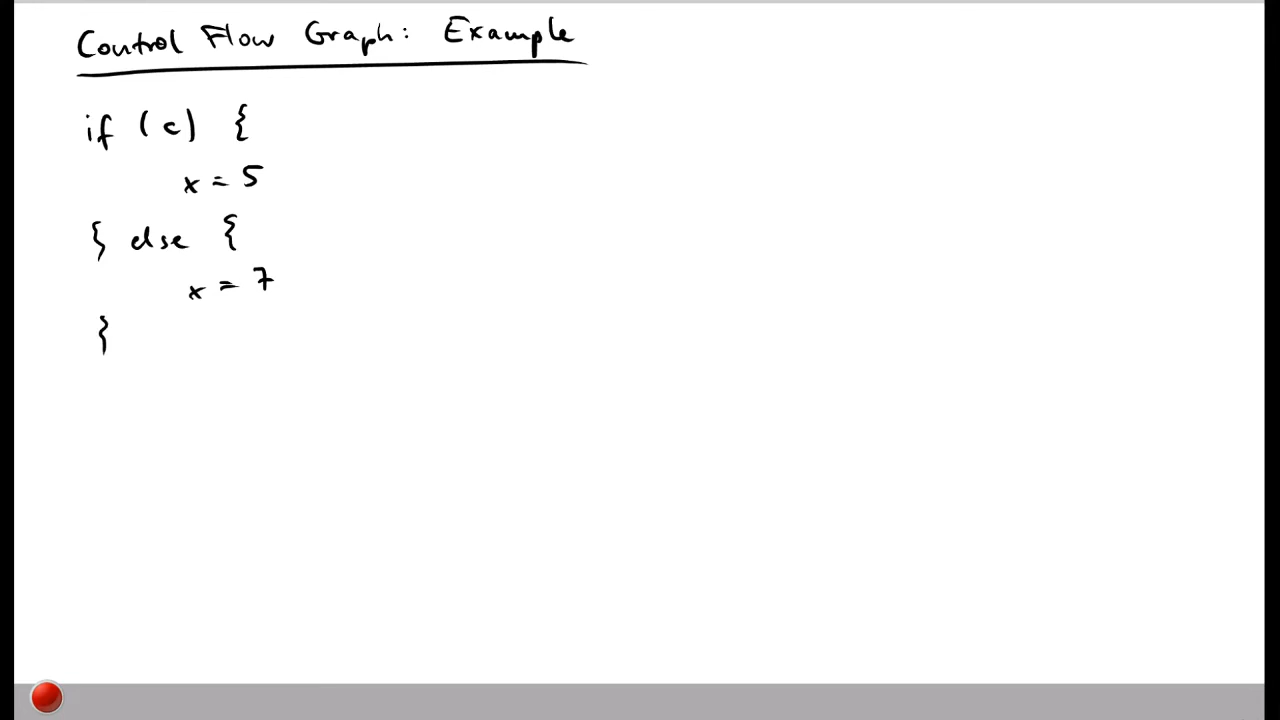 Control Flow Graph: Example
if (c) {
x = 5
} else {
x = 7
}